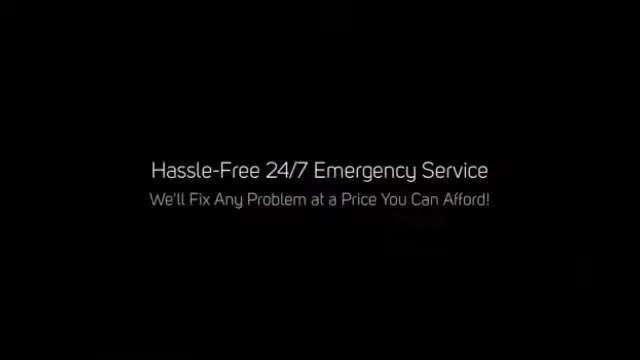 Hassle-Free 24/7 Emergency Service
We'll Fix Any Problem at a Price You Can Afford!